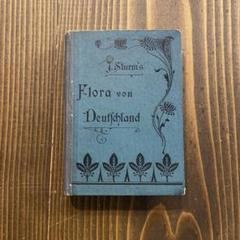 J. Sturm's
Flora von
Deutſchland